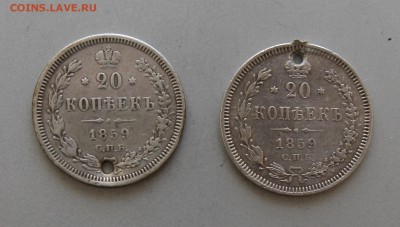 COINS.LAVE.RU
* 20 *
КОПѢЕКЪ
1859
С.П.Б.
* 20 *
КОПѢЕКЪ
1859
С.П.Б.